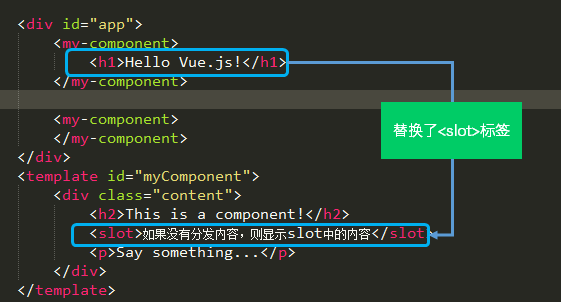 <div id="app">
<my-component>
<h1>Hello Vue.js!</h1>
</my-component>
<my-component>
</my-component>
</div>
替换了<slot>标签
<template id="myComponent">
<div class="content">
<h2>This is a component!</h2>
<slot>如果没有分发内容，则显示slot中的内容</slot>
<p>Say something...</p>
</div>
</template>